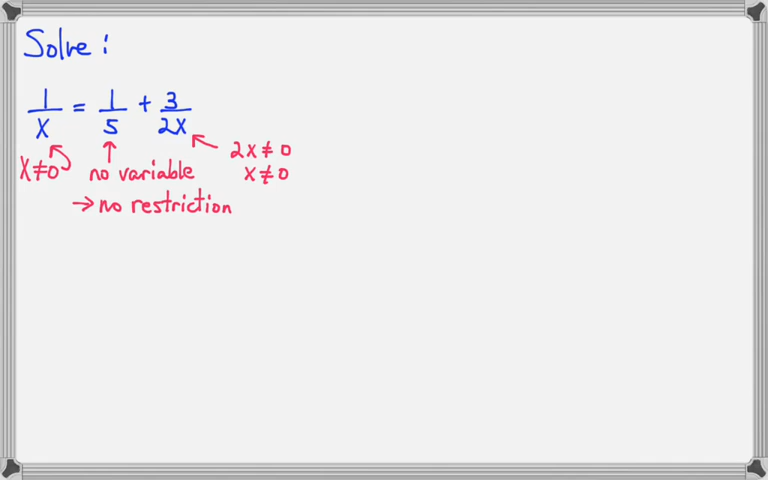 Solve:
1/x = 1/5 + 3/2x
x≠0
no variable
→ no restriction
2x≠0
x≠0